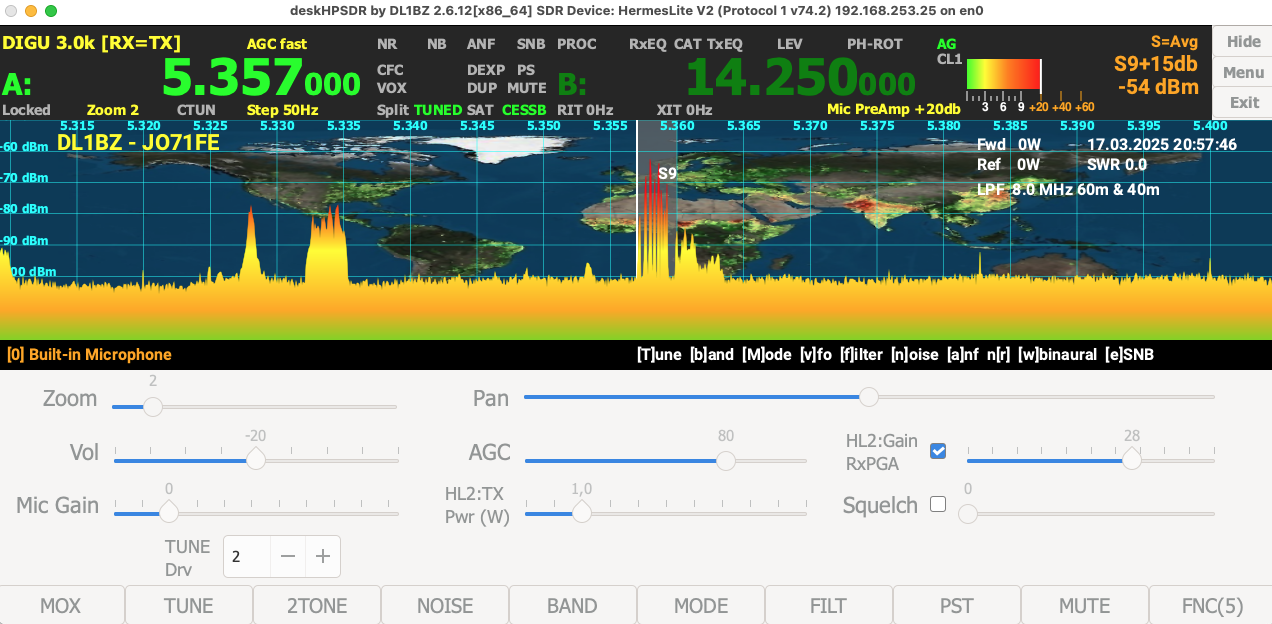 deskHPSDR by DL1BZ 2.6.12[x86_64] SDR Device: HermesLite V2 (Protocol 1 v74.2) 192.168.253.25 on en0
DIGU 3.0k [RX=TX] AGC fast NR NB ANF SNB PROC RxEQ CAT TxEQ LEV PH-ROT AG S=Avg Hide
CFC DEXP PS CL1 S9+15db
A: 5.357000 VOX DUP MUTE B: 14.250000 -54 dBm Menu
Locked Zoom 2 CTUN Step 50Hz Split TUNED SAT CESSB RIT 0Hz XIT 0Hz Mic PreAmp +20db 3 6 9 +20 +40 +60 Exit
5.315 5.320 5.325 5.330 5.335 5.340 5.345 5.350 5.355 5.360 5.365 5.370 5.375 5.380 5.385 5.390 5.395 5.400
-60 dBm DL1BZ - JO71FE Fwd 0W 17.03.2025 20:57:46
Ref 0W SWR 0.0
-70 dBm S9
LPF 8.0 MHz 60m & 40m
-80 dBm
-90 dBm
00 dBm
[0] Built-in Microphone [T]une [b]and [M]ode [v]fo [f]ilter [n]oise [a]nf n[r] [w]binaural [e]SNB
Zoom 2 Pan
Vol -20 AGC 80 HL2:Gain RxPGA 28
Mic Gain 0 HL2:TX Pwr (W) 1,0 Squelch 0
TUNE Drv 2 − +
MOX TUNE 2TONE NOISE BAND MODE FILT PST MUTE FNC(5)